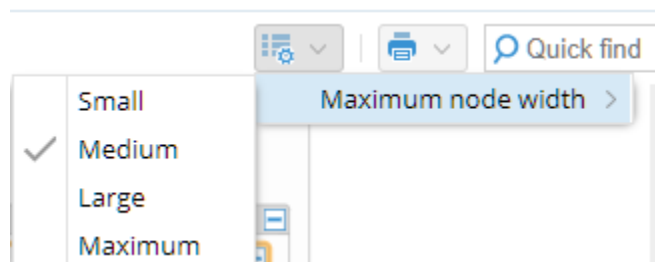 Quick find
Small
Maximum node width
Medium
Large
Maximum